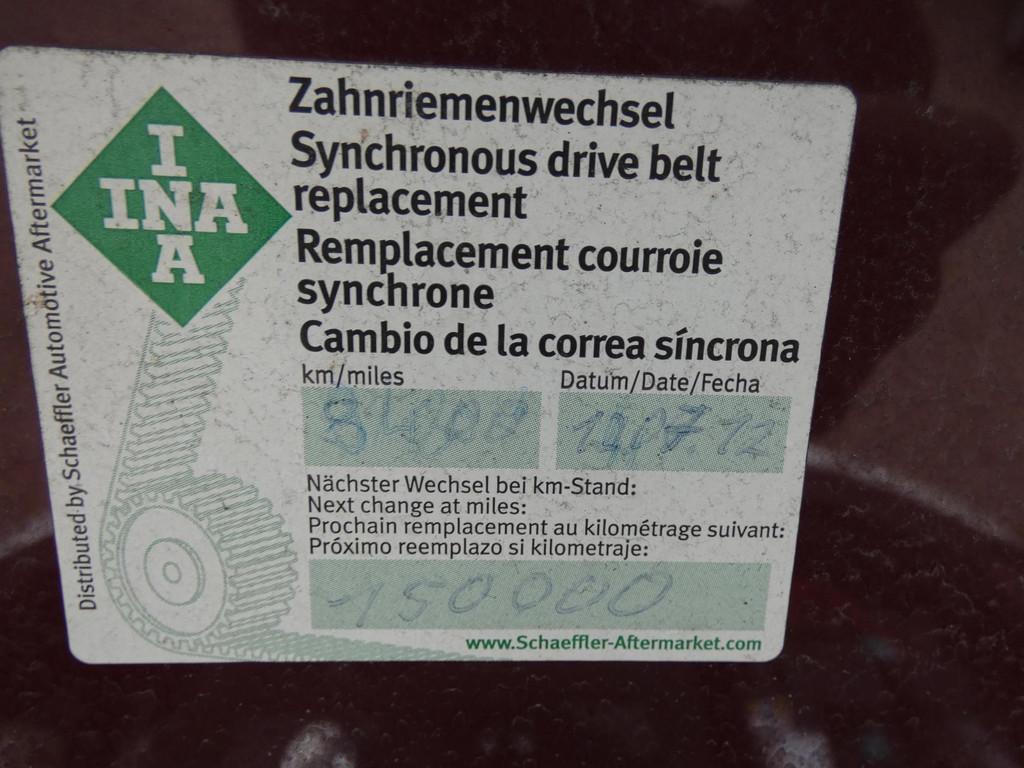 INA
INA
Zahnriemenwechsel
Synchronous drive belt
replacement
Remplacement courroie
synchrone
Cambio de la correa síncrona
km/miles
Datum/Date/Fecha
Nächster Wechsel bei km-Stand:
Next change at miles:
Prochain remplacement au kilométrage suivant:
Próximo reemplazo si kilometraje:
150000
www.Schaeffler-Aftermarket.com
Distributed by Schaeffler Automotive Aftermarket